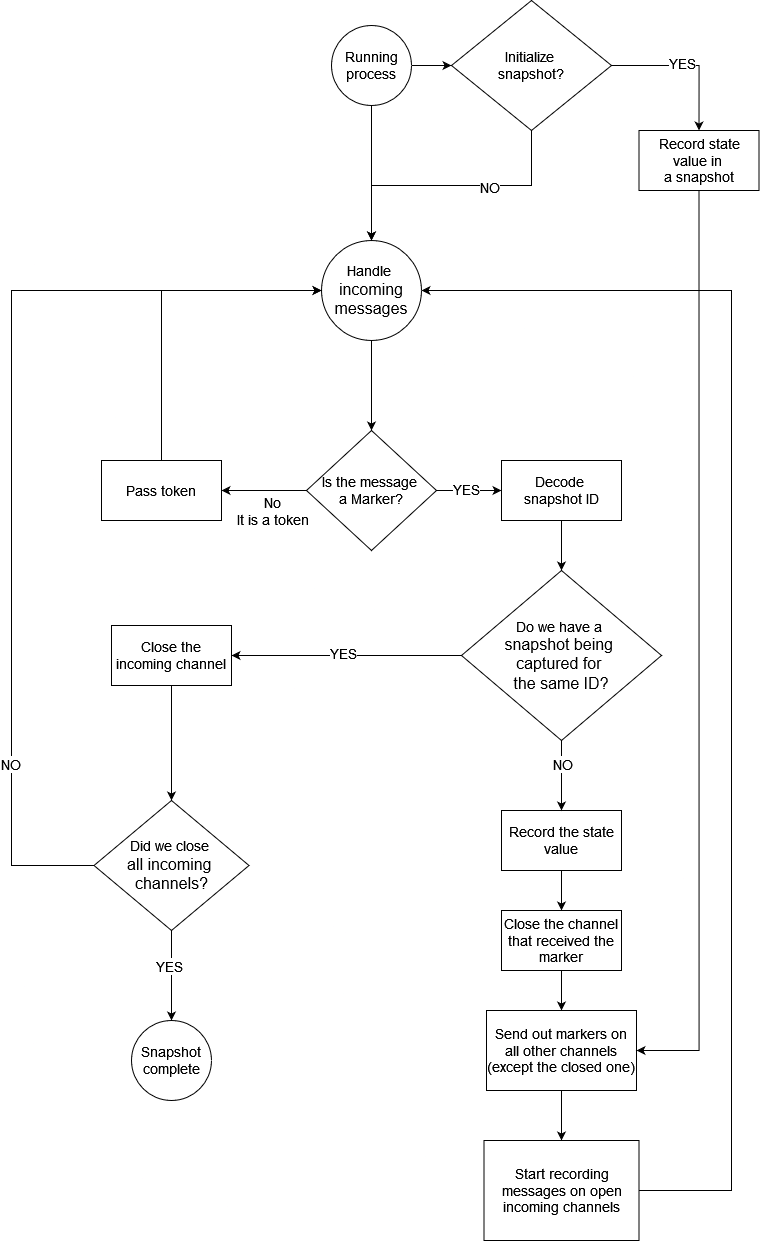 Running
process
Initialize
snapshot?
YES
Record state
value in
a snapshot
NO
Handle
incoming
messages
Is the message
a Marker?
No
It is a token
Pass token
YES
Decode
snapshot ID
Do we have a
snapshot being
captured for
the same ID?
YES
Close the
incoming channel
NO
NO
Record the state
value
Did we close
all incoming
channels?
Close the channel
that received the
marker
YES
Send out markers on
all other channels
(except the closed one)
Snapshot
complete
Start recording
messages on open
incoming channels